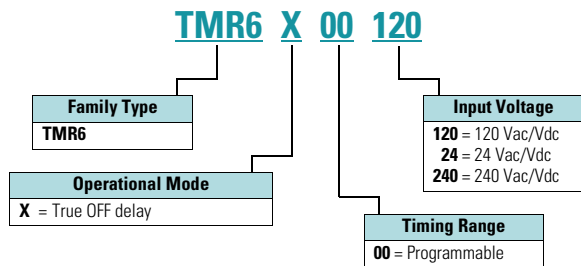 TMR6 X 00 120
Family Type
TMR6
Operational Mode
X = True OFF delay
Input Voltage
120 = 120 Vac/Vdc
24 = 24 Vac/Vdc
240 = 240 Vac/Vdc
Timing Range
00 = Programmable